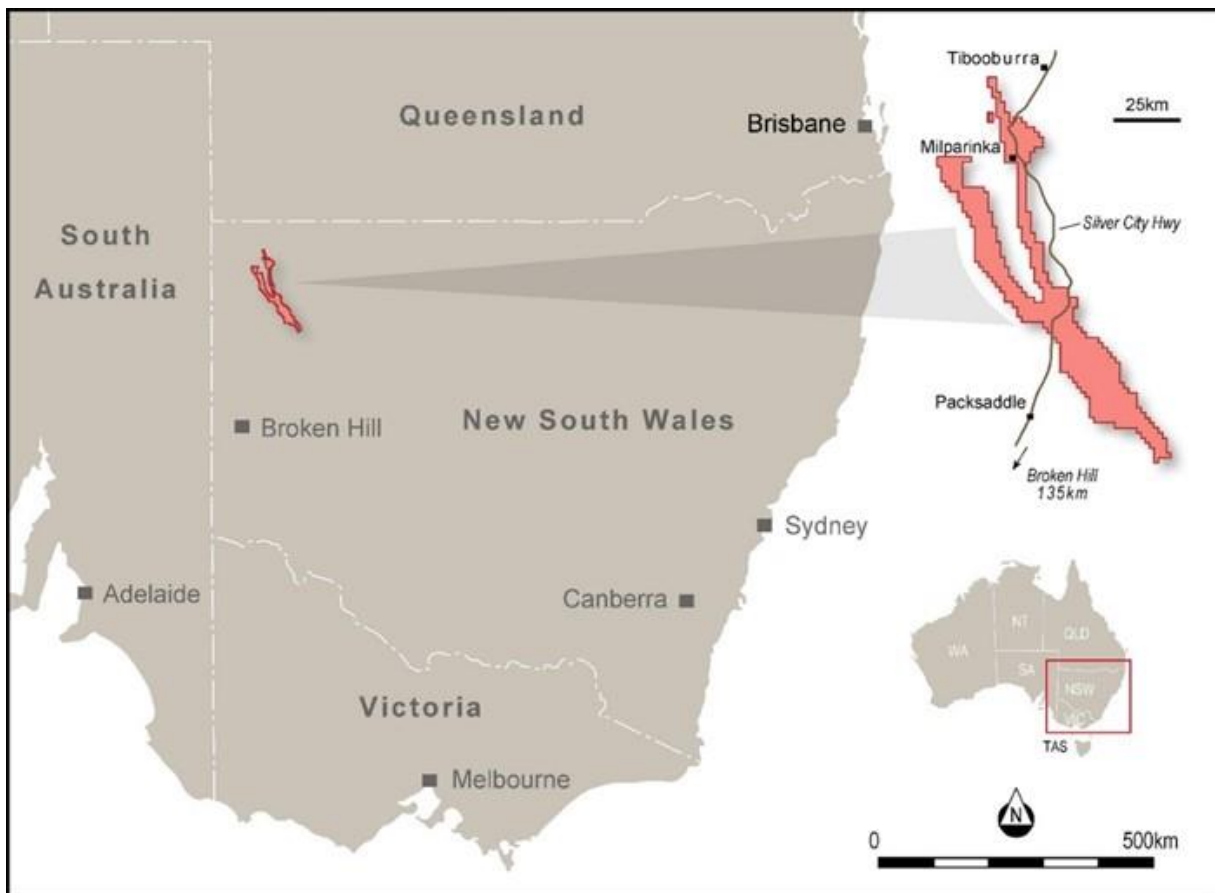 Queensland
Brisbane
South
Australia
Broken Hill
New South Wales
Sydney
Adelaide
Canberra
Victoria
Melbourne
Tibooburra
25km
Milparinka
Silver City Hwy
Packsaddle
Broken Hill
135km
NT
QLD
WA
SA
NSW
VIC
TAS
N
0
500km